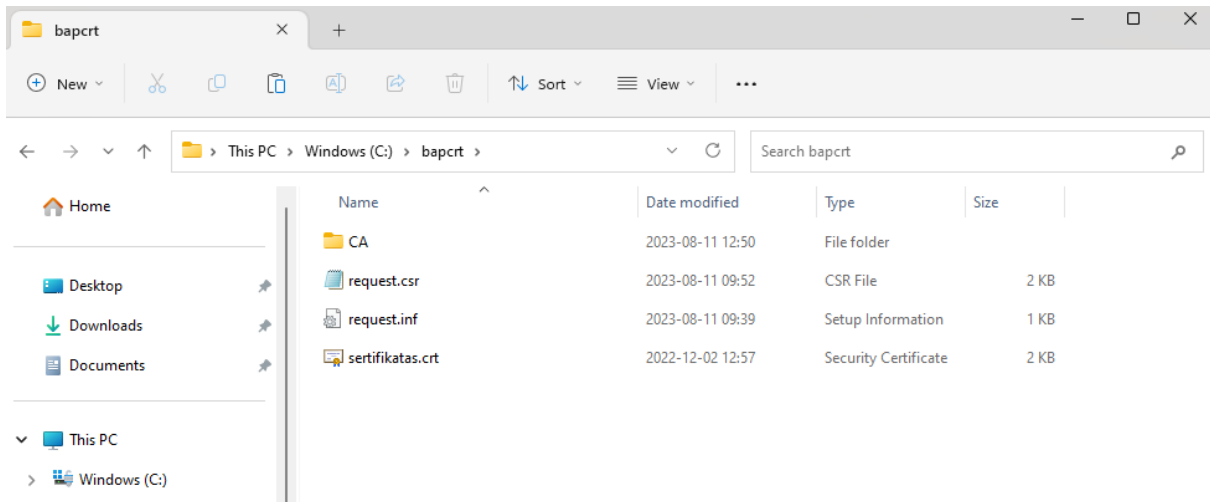 bapcrt
New
Sort
View
This PC > Windows (C:) > bapcrt >
Search bapcrt
Home
Desktop
Downloads
Documents
This PC
Windows (C:)
Name Date modified Type Size
CA 2023-08-11 12:50 File folder
request.csr 2023-08-11 09:52 CSR File 2 KB
request.inf 2023-08-11 09:39 Setup Information 1 KB
sertifikatas.crt 2022-12-02 12:57 Security Certificate 2 KB